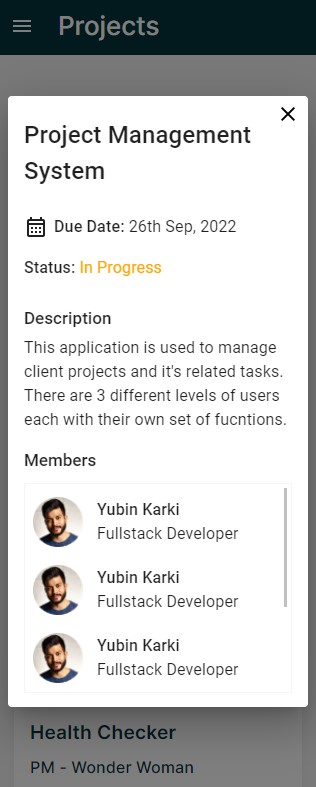 Projects
Project Management
System
Due Date: 26th Sep, 2022
Status: In Progress
Description
This application is used to manage
client projects and it's related tasks.
There are 3 different levels of users
each with their own set of fucntions.
Members
Yubin Karki
Fullstack Developer
Yubin Karki
Fullstack Developer
Yubin Karki
Fullstack Developer
Health Checker
PM - Wonder Woman